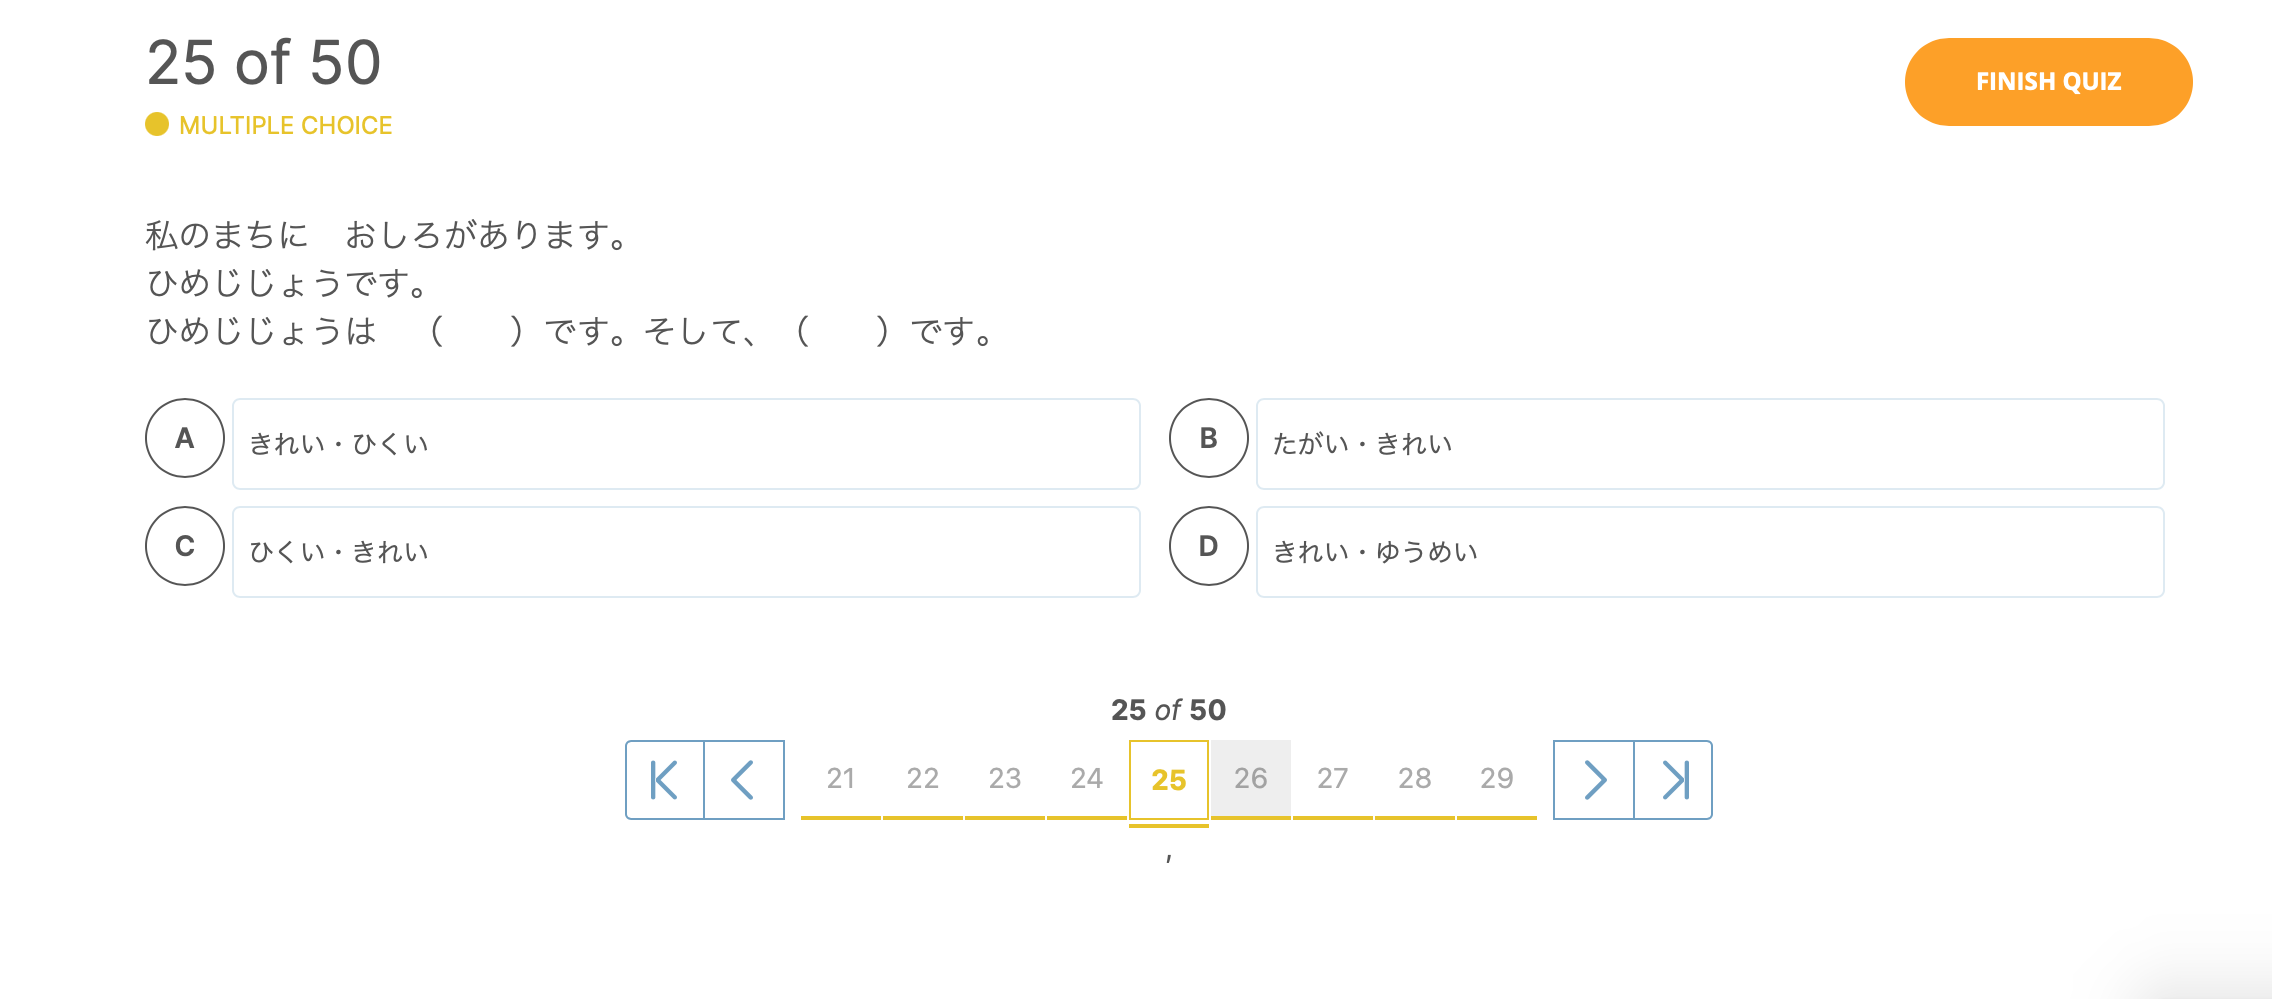 25 of 50
FINISH QUIZ
MULTIPLE CHOICE
私のまちに　おしろがあります。
ひめじじょうです。
ひめじじょうは　（　　）です。そして、（　　）です。
A きれい・ひくい
B たがい・きれい
C ひくい・きれい
D きれい・ゆうめい
25 of 50
21 22 23 24 25 26 27 28 29
,